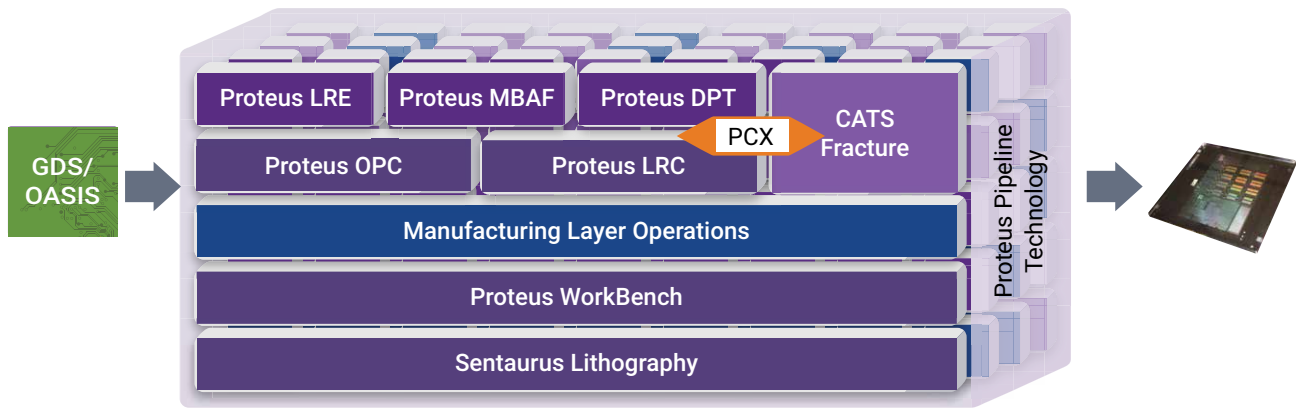 GDS/
OASIS
Proteus LRE
Proteus MBAF
Proteus DPT
CATS
Fracture
PCX
Proteus OPC
Proteus LRC
Manufacturing Layer Operations
Proteus WorkBench
Sentaurus Lithography
Proteus Pipeline
Technology